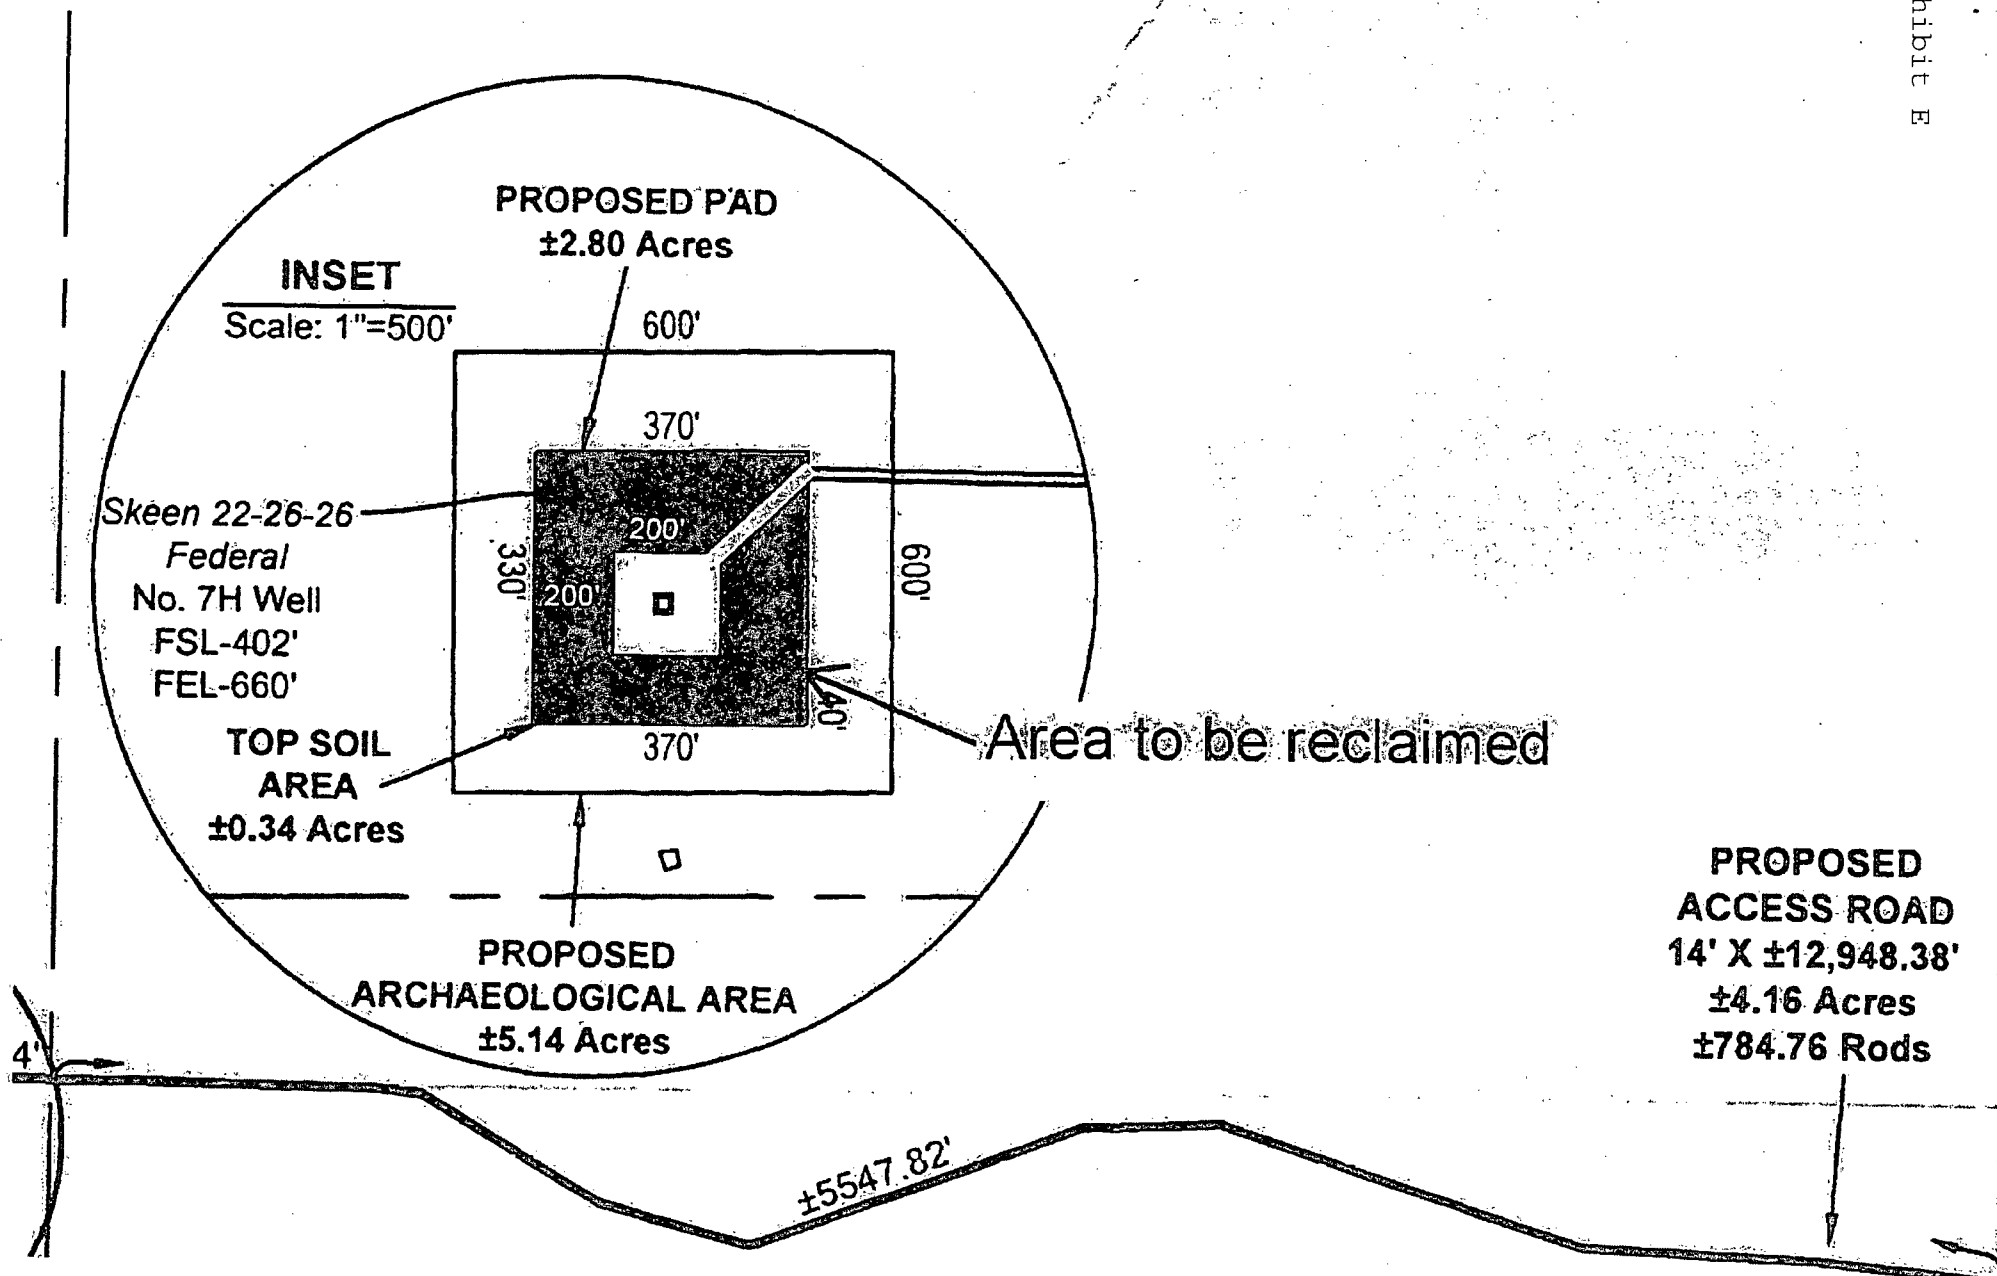 hibit E
PROPOSED PAD
±2.80 Acres
INSET
Scale: 1"=500'
600'
370'
Skeen 22-26-26
Federal
No. 7H Well
FSL-402'
FEL-660'
200'
330'
200'
600'
40'
370'
TOP SOIL
AREA
±0.34 Acres
Area to be reclaimed
PROPOSED
ARCHAEOLOGICAL AREA
±5.14 Acres
PROPOSED
ACCESS ROAD
14' X ±12,948.38'
±4.16 Acres
±784.76 Rods
4'
±5547.82'